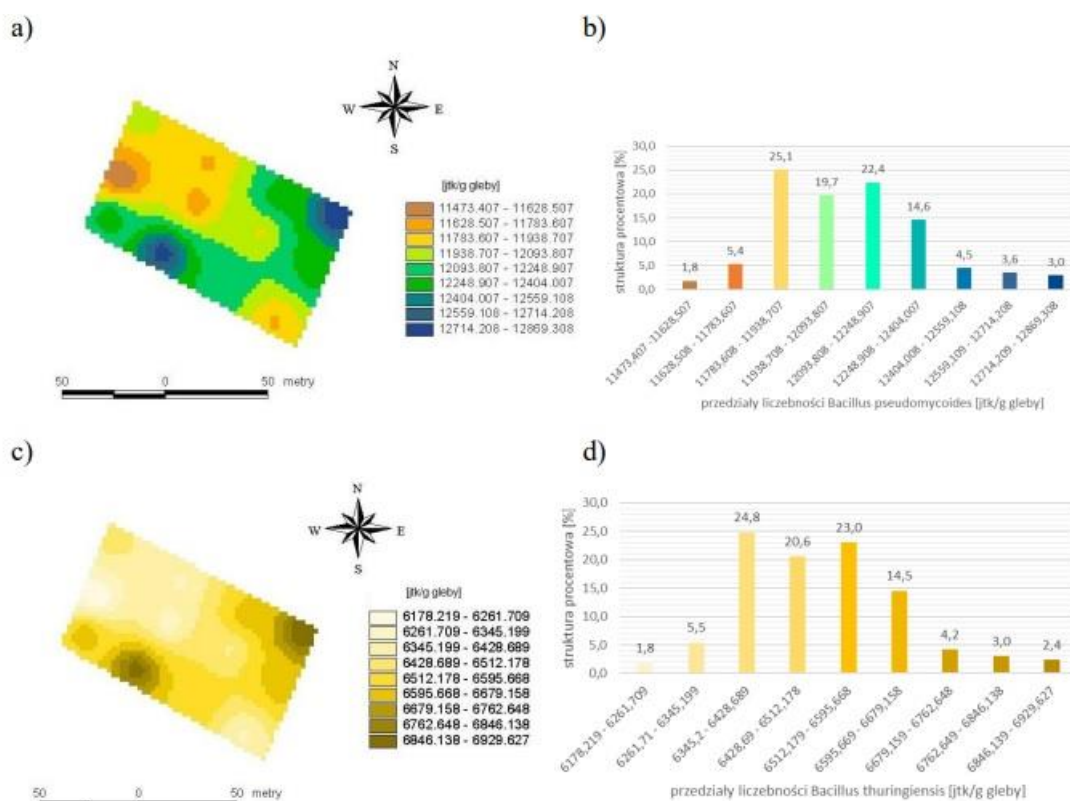 a)
N
W E
S
[jtk/g gleby]
11473.407 - 11628.507
11628.507 - 11783.607
11783.607 - 11938.707
11938.707 - 12093.807
12093.807 - 12248.907
12248.907 - 12404.007
12404.007 - 12559.108
12559.108 - 12714.208
12714.208 - 12869.308
50 0 50 metry
b)
struktura procentowa [%]
30,0
25,0
20,0
15,0
10,0
5,0
0,0
1,8
5,4
25,1
19,7
22,4
14,6
4,5
3,6
3,0
11473,407 -11628,507
11628,508 - 11783,607
11783,608 - 11938,707
11938,708 - 12093,807
12093,808 - 12248,907
12248,908 - 12404,007
12404,008 - 12559,108
12559,109 - 12714,208
12714,209 - 12869,308
przedziały liczebności Bacillus pseudomycoides [jtk/g gleby]
c)
N
W E
S
[jtk/g gleby]
6178.219 - 6261.709
6261.709 - 6345.199
6345.199 - 6428.689
6428.689 - 6512.178
6512.178 - 6595.668
6595.668 - 6679.158
6679.158 - 6762.648
6762.648 - 6846.138
6846.138 - 6929.627
50 0 50 metry
d)
struktura procentowa [%]
30,0
25,0
20,0
15,0
10,0
5,0
0,0
1,8
5,5
24,8
20,6
23,0
14,5
4,2
3,0
2,4
6178,219 - 6261,709
6261,71 - 6345,199
6345,2 - 6428,689
6428,69 - 6512,178
6512,179 - 6595,668
6595,669 - 6679,158
6679,159 - 6762,648
6762,649 - 6846,138
6846,139 - 6929,627
przedziały liczebności Bacillus thuringiensis [jtk/g gleby]